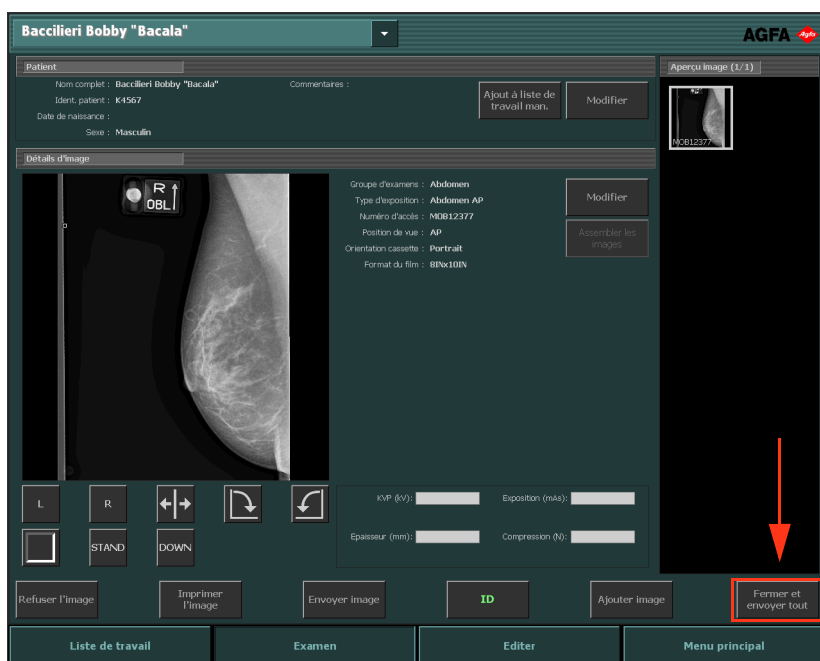 Baccilieri Bobby "Bacala"
AGFA
Agfa
Patient
Nom complet : Baccilieri Bobby "Bacala"
Commentaires :
Ident. patient : K4567
Date de naissance :
Sexe : Masculin
Ajout à liste de
travail man.
Modifier
Aperçu image (1/1)
MOB12377
Détails d'image
R
OBL
Groupe d'examens : Abdomen
Type d'exposition : Abdomen AP
Numéro d'accès : MOB12377
Position de vue : AP
Orientation cassette : Portrait
Format du film : 8INx10IN
Modifier
Assembler les
images
L
R
STAND
DOWN
KVP (kV):
Exposition (mAs):
Epaisseur (mm):
Compression (N):
Refuser l'image
Imprimer
l'image
Envoyer image
ID
Ajouter image
Fermer et
envoyer tout
Liste de travail
Examen
Editer
Menu principal